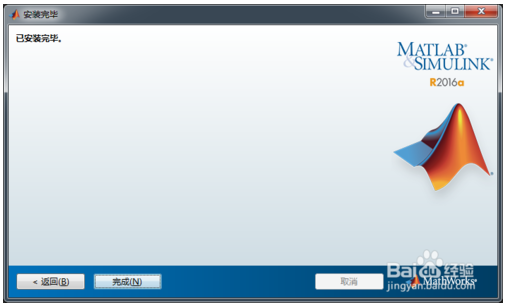 安装完毕
已安装完毕。
MATLAB®
&SIMULINK®
R2016a
< 返回(B)
完成(N)
取消
Baidu经验
MathWorks®
jingyan.baidu.com